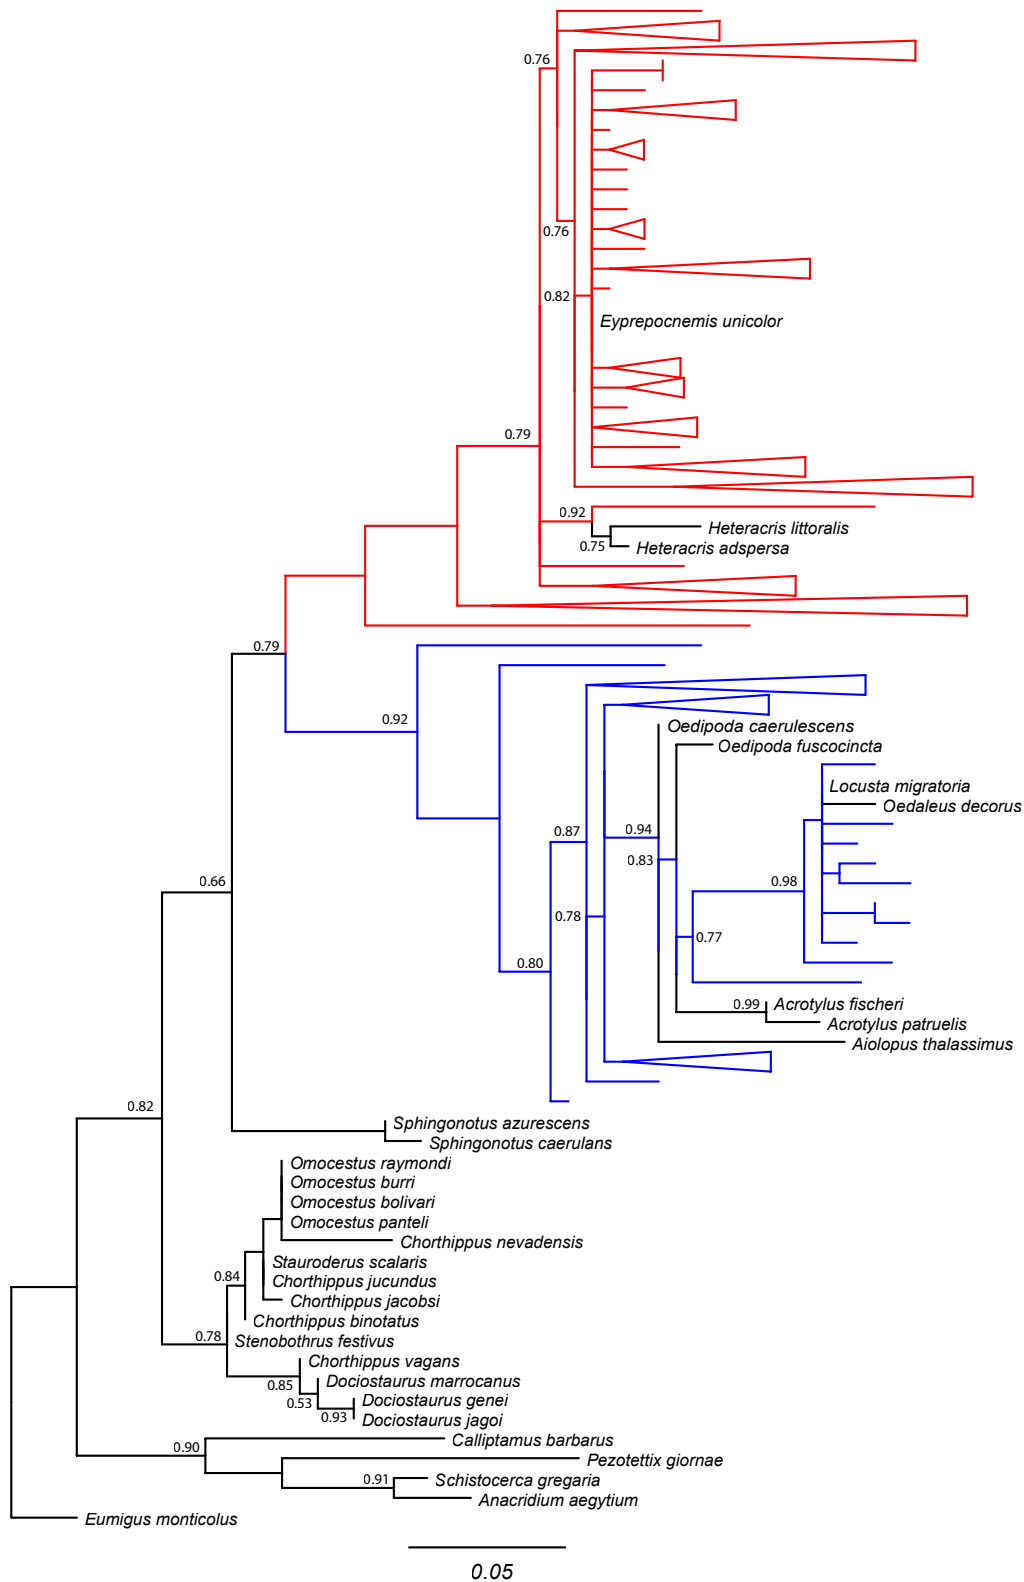 0.76
0.76
0.82
Eyprepocnemis unicolor
0.79
0.92
Heteracris littoralis
0.75
Heteracris adspersa
0.79
0.92
Oedipoda caerulescens
Oedipoda fuscocincta
Locusta migratoria
Oedaleus decorus
0.87
0.94
0.83
0.66
0.98
0.78
0.77
0.80
0.99
Acrotylus fischeri
Acrotylus patruelis
Aiolopus thalassimus
0.82
Sphingonotus azurescens
Sphingonotus caerulans
Omocestus raymondi
Omocestus burri
Omocestus bolivari
Omocestus panteli
Chorthippus nevadensis
Stauroderus scalaris
0.84
Chorthippus jucundus
Chorthippus jacobsi
Chorthippus binotatus
0.78
Stenobothrus festivus
Chorthippus vagans
0.85
Dociostaurus marrocanus
0.53
Dociostaurus genei
0.93
Dociostaurus jagoi
0.90
Calliptamus barbarus
Pezotettix giornae
0.91
Schistocerca gregaria
Anacridium aegytium
Eumigus monticolus
0.05